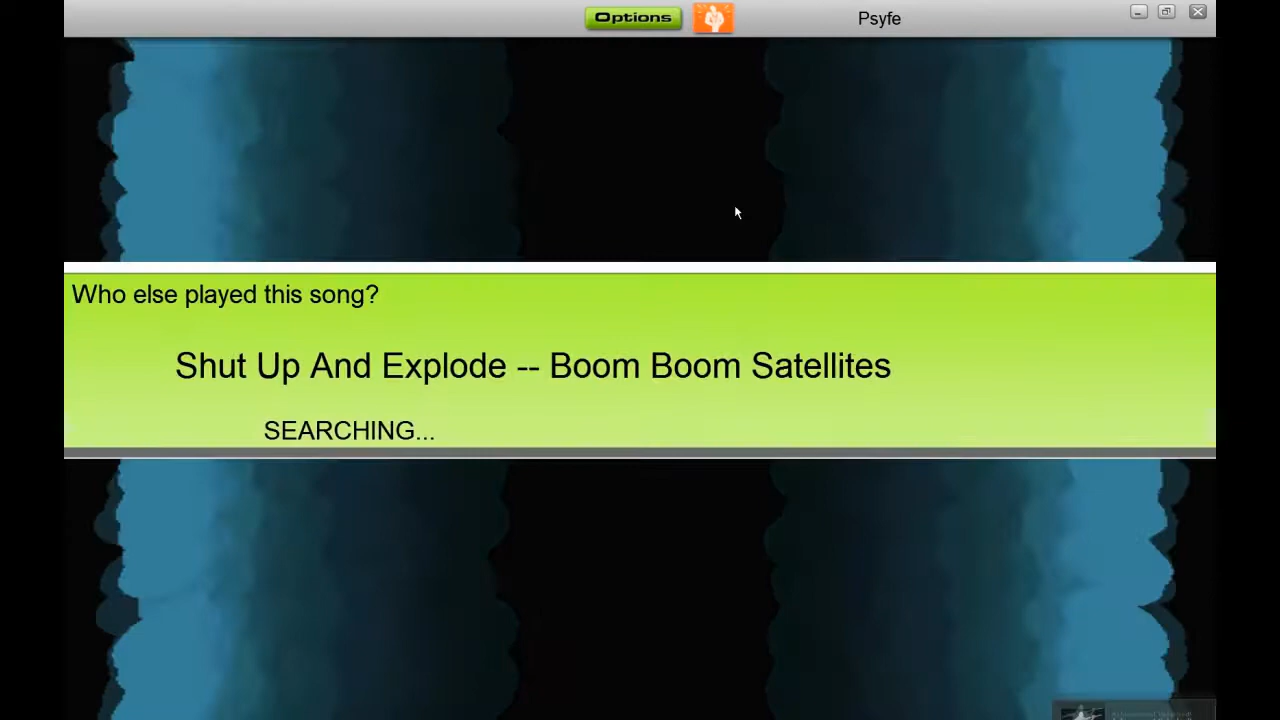 Options
Psyfe
Who else played this song?
Shut Up And Explode -- Boom Boom Satellites
SEARCHING...